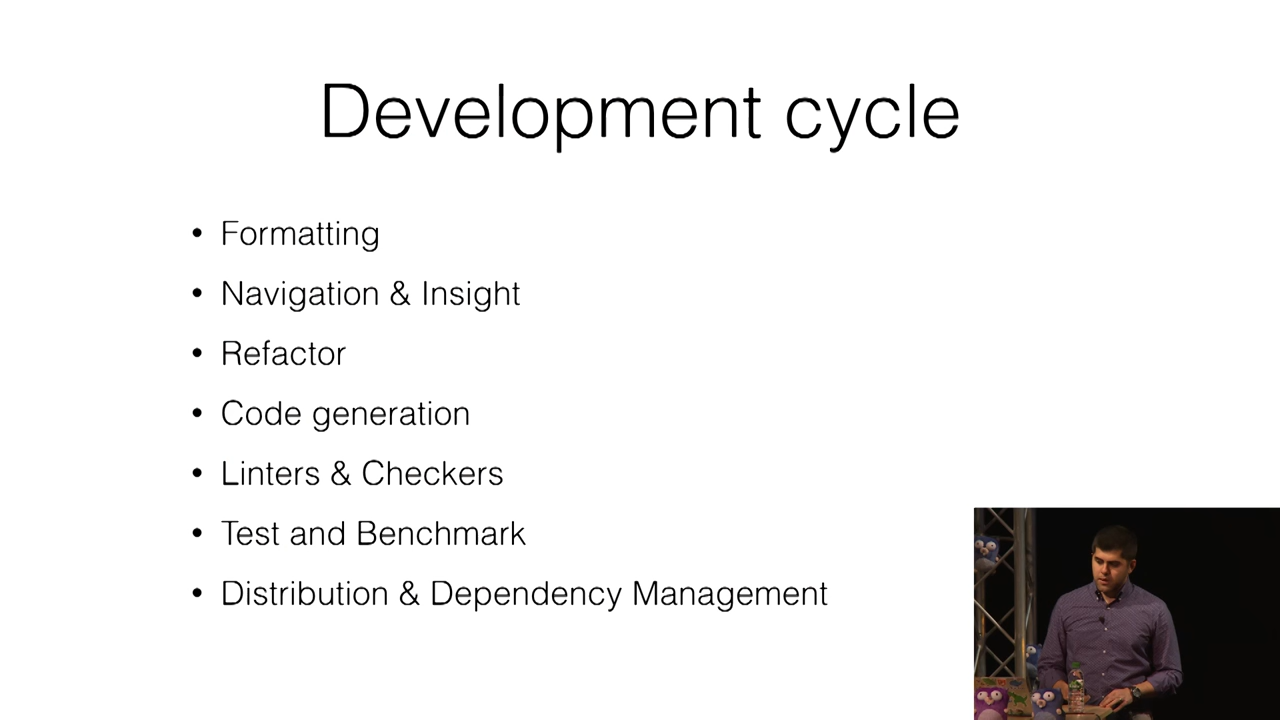 Development cycle
• Formatting
• Navigation & Insight
• Refactor
• Code generation
• Linters & Checkers
• Test and Benchmark
• Distribution & Dependency Management